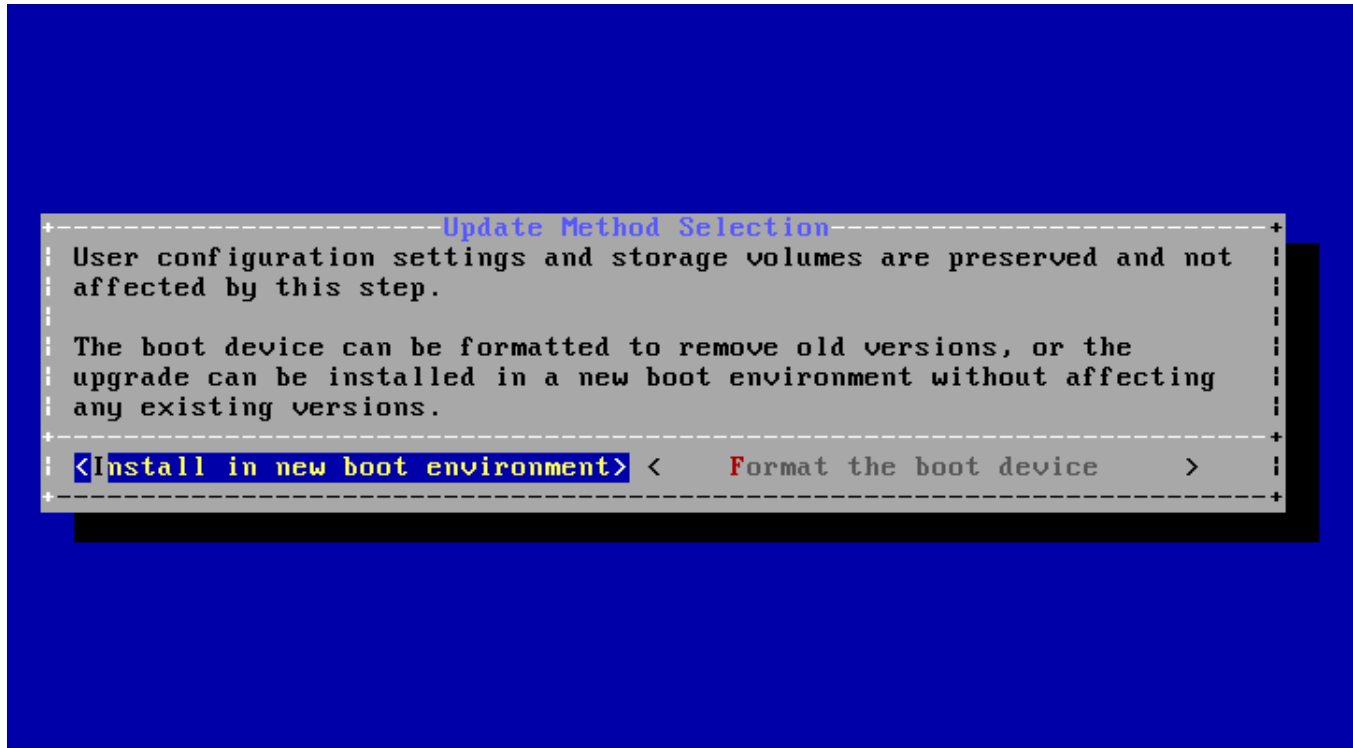 Update Method Selection
User configuration settings and storage volumes are preserved and not
affected by this step.
The boot device can be formatted to remove old versions, or the
upgrade can be installed in a new boot environment without affecting
any existing versions.
<Install in new boot environment> < Format the boot device >